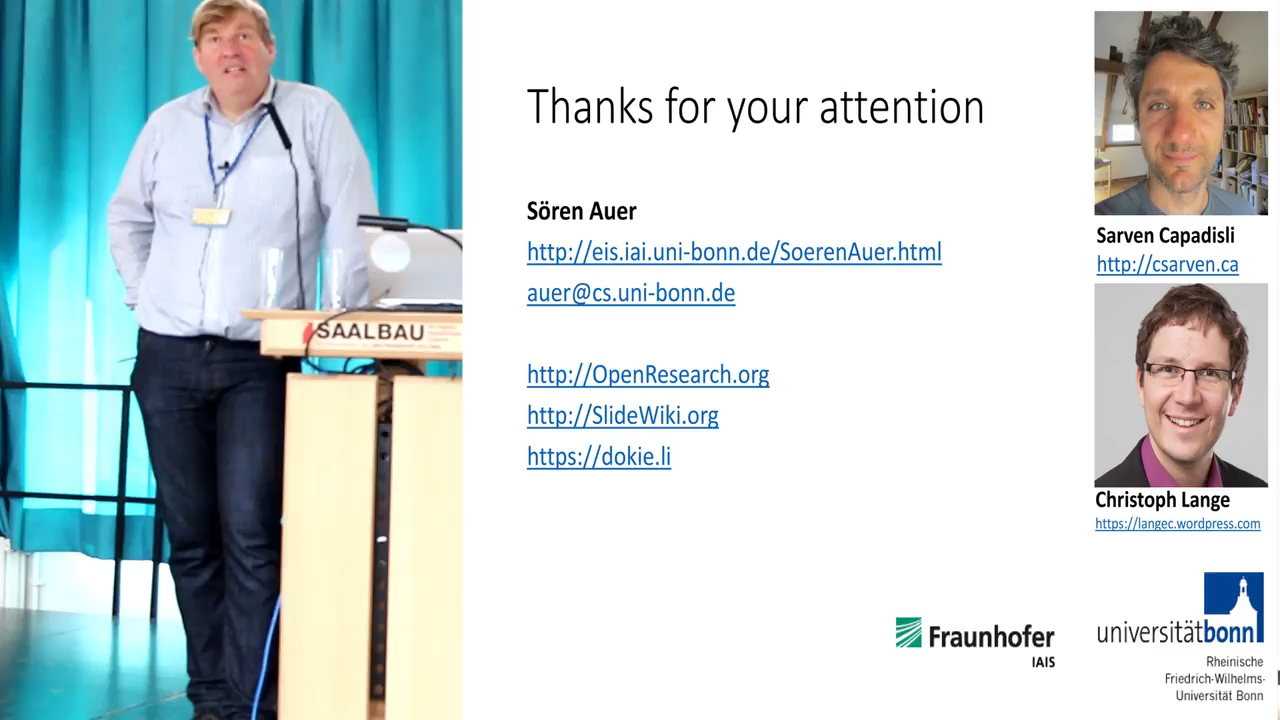 Thanks for your attention
Sören Auer
http://eis.iai.uni-bonn.de/SoerenAuer.html
auer@cs.uni-bonn.de
http://OpenResearch.org
http://SlideWiki.org
https://dokie.li
Sarven Capadisli
http://csarven.ca
Christoph Lange
https://langec.wordpress.com
Fraunhofer
IAIS
universitätbonn
Rheinische
Friedrich-Wilhelms-
Universität Bonn
SAALBAU